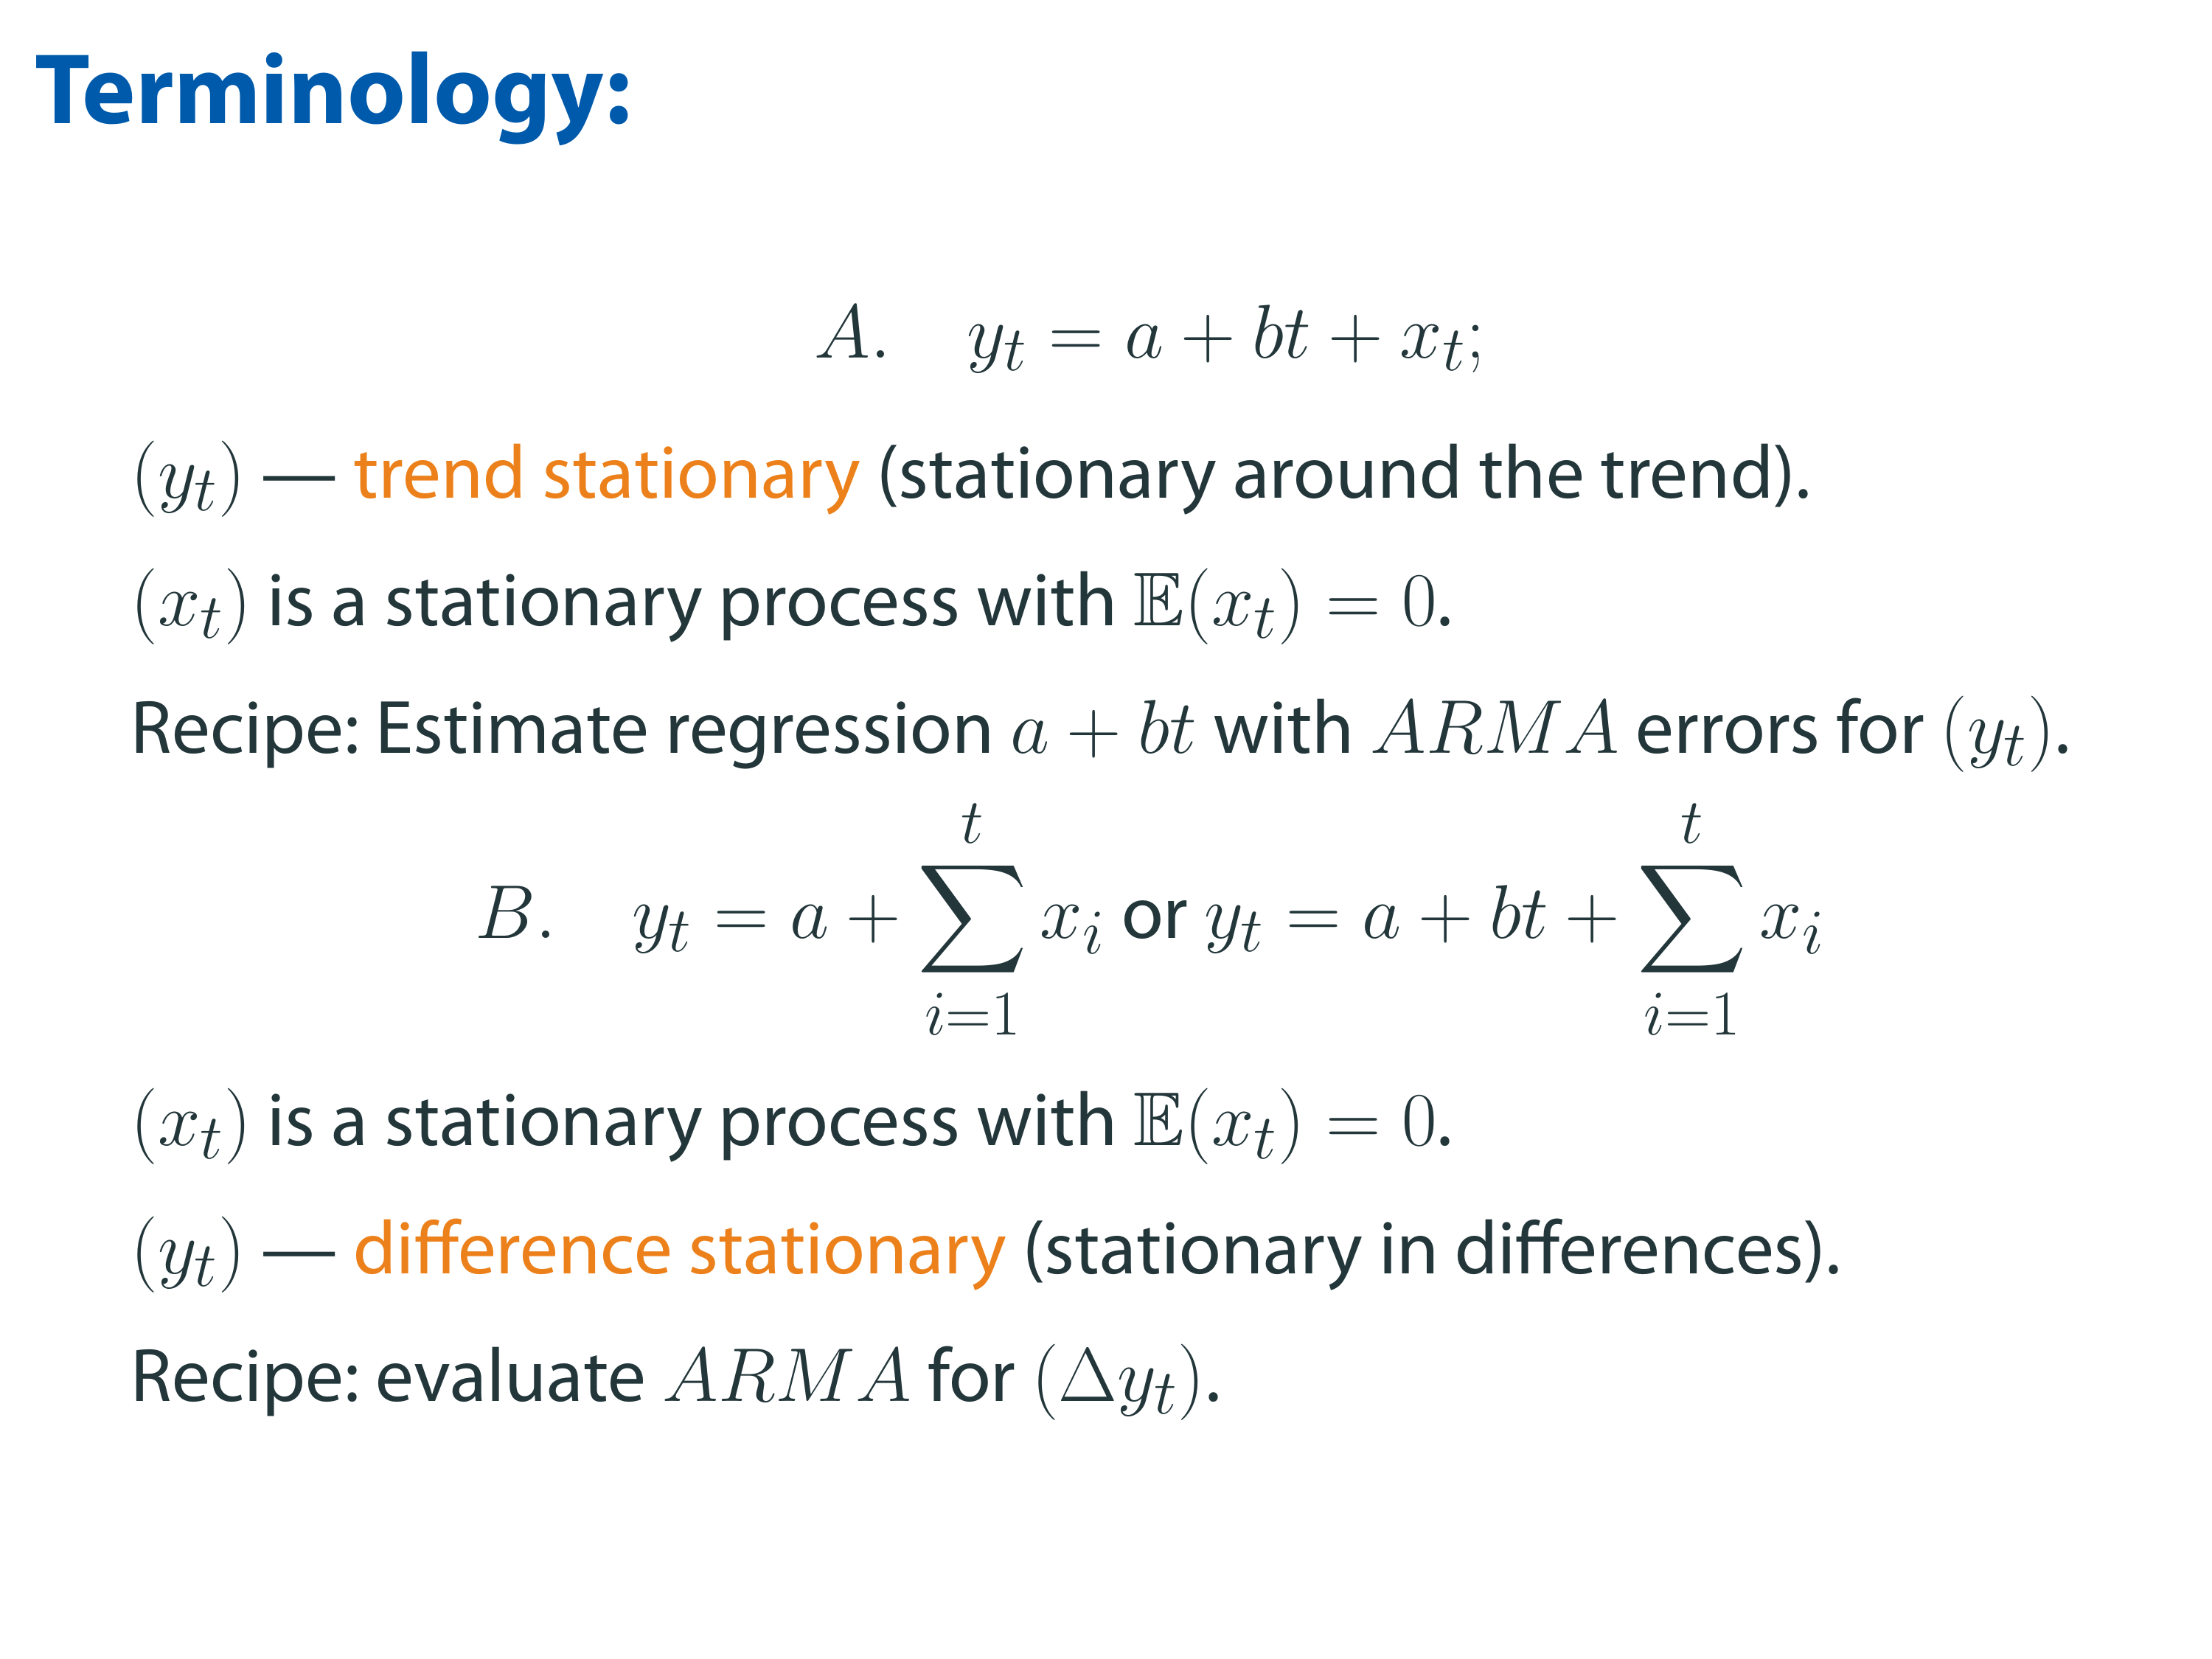 Terminology:
A. y_t = a + bt + x_t;
(y_t) — trend stationary (stationary around the trend).
(x_t) is a stationary process with 𝔼(x_t) = 0.
Recipe: Estimate regression a + bt with ARMA errors for (y_t).
B. y_t = a + ∑_{i=1}^{t} x_i or y_t = a + bt + ∑_{i=1}^{t} x_i
(x_t) is a stationary process with 𝔼(x_t) = 0.
(y_t) — difference stationary (stationary in differences).
Recipe: evaluate ARMA for (Δy_t).